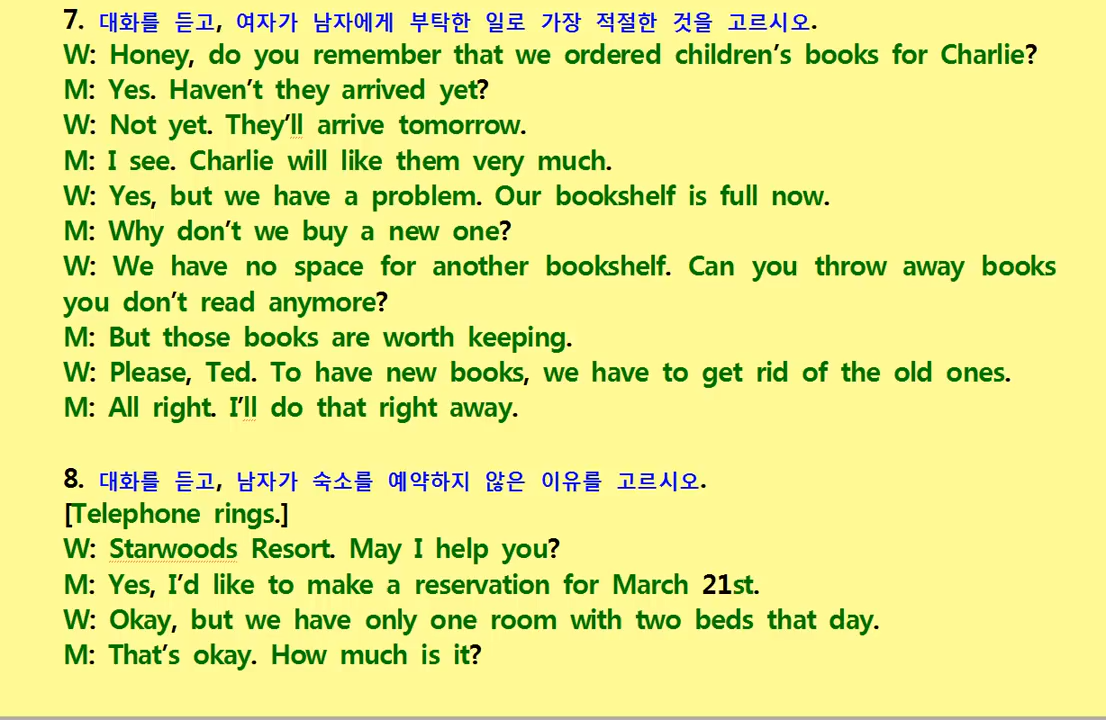 7. 대화를 듣고, 여자가 남자에게 부탁한 일로 가장 적절한 것을 고르시오.
W: Honey, do you remember that we ordered children's books for Charlie?
M: Yes. Haven't they arrived yet?
W: Not yet. They'll arrive tomorrow.
M: I see. Charlie will like them very much.
W: Yes, but we have a problem. Our bookshelf is full now.
M: Why don't we buy a new one?
W: We have no space for another bookshelf. Can you throw away books
you don't read anymore?
M: But those books are worth keeping.
W: Please, Ted. To have new books, we have to get rid of the old ones.
M: All right. I'll do that right away.
8. 대화를 듣고, 남자가 숙소를 예약하지 않은 이유를 고르시오.
[Telephone rings.]
W: Starwoods Resort. May I help you?
M: Yes, I'd like to make a reservation for March 21st.
W: Okay, but we have only one room with two beds that day.
M: That's okay. How much is it?